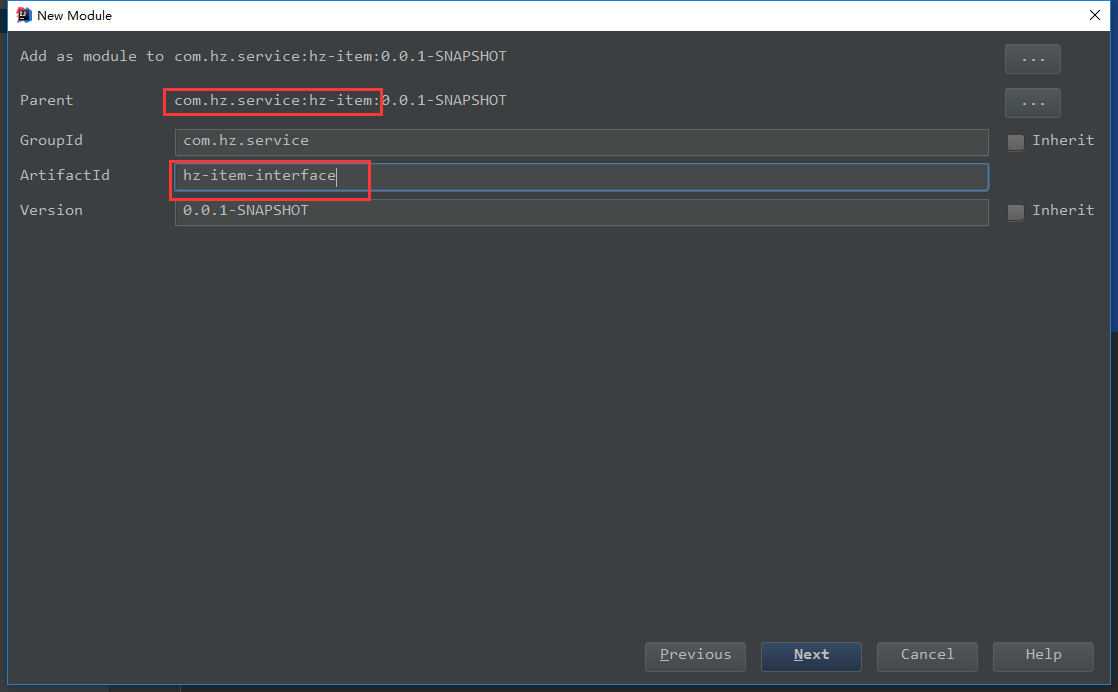 New Module
Add as module to com.hz.service:hz-item:0.0.1-SNAPSHOT ...
Parent com.hz.service:hz-item:0.0.1-SNAPSHOT ...
GroupId com.hz.service Inherit
ArtifactId hz-item-interface
Version 0.0.1-SNAPSHOT Inherit
Previous Next Cancel Help